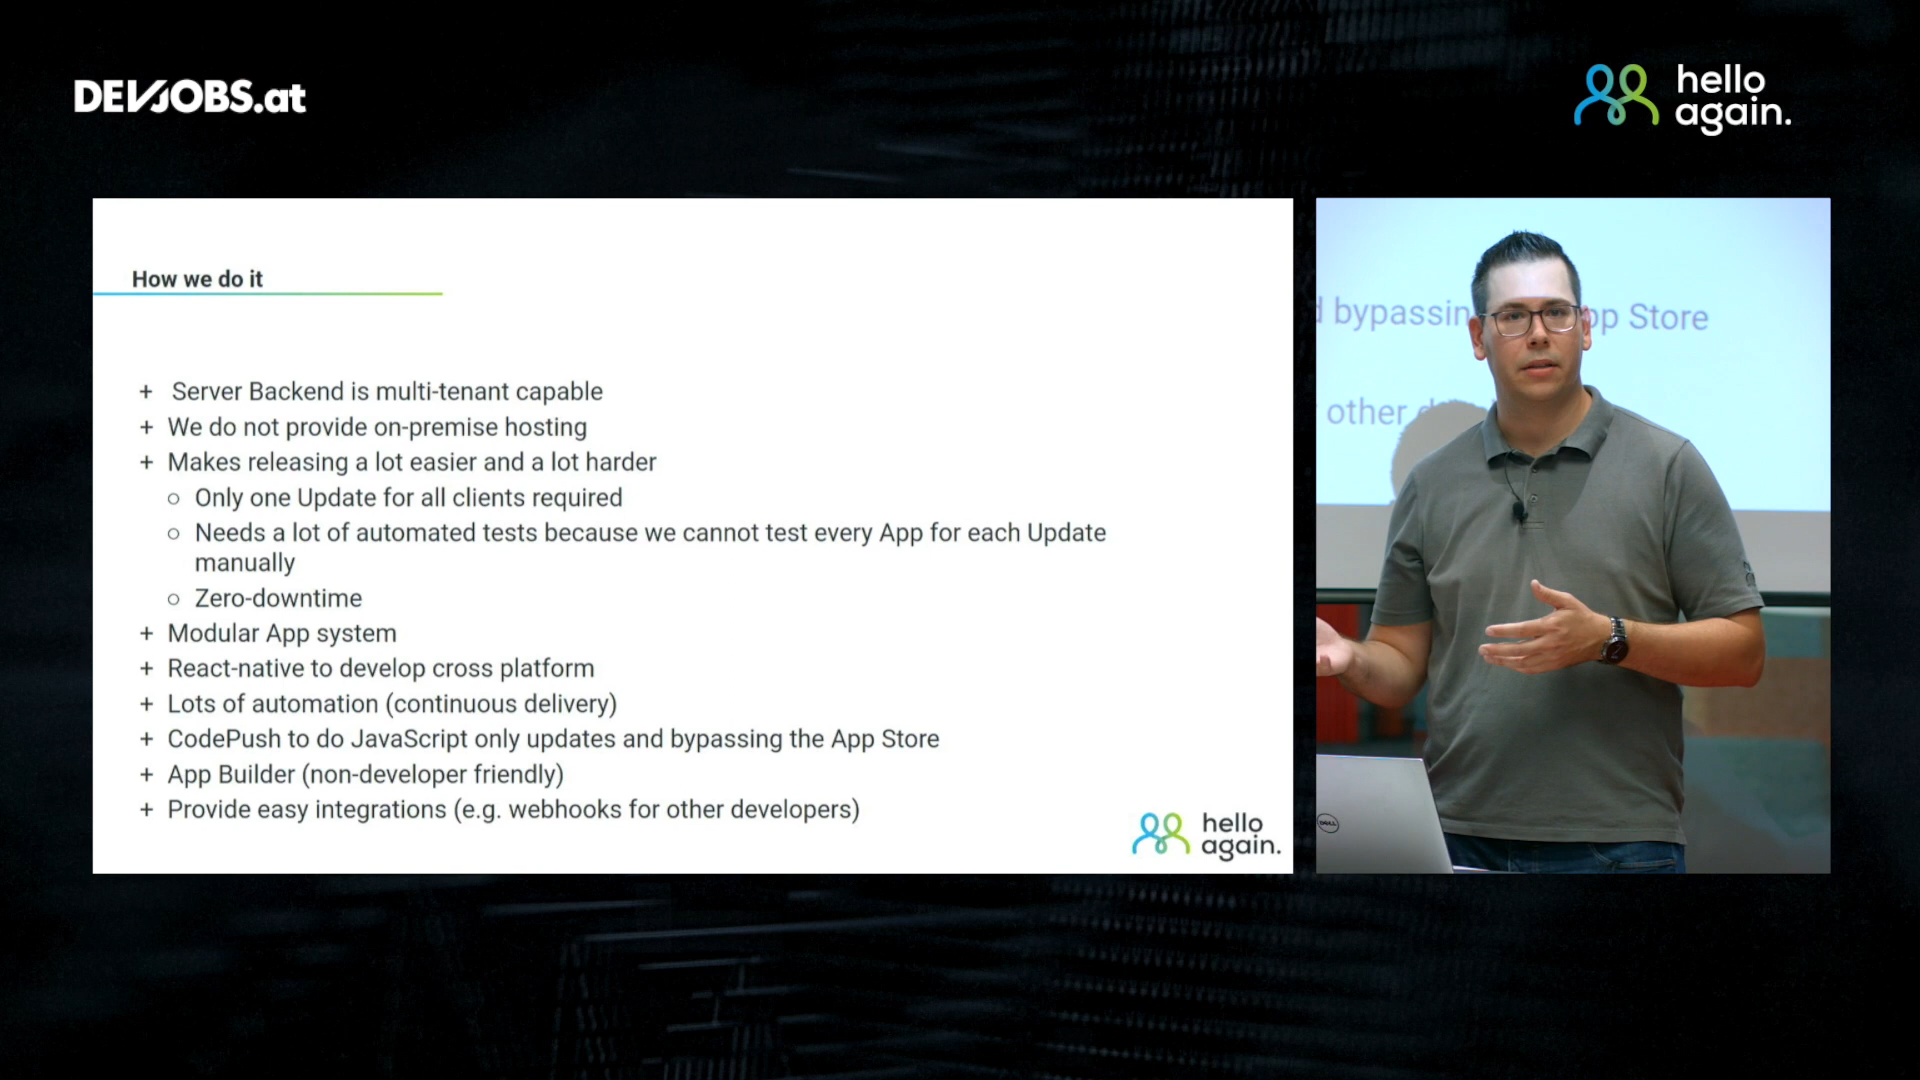 DEVJOBS.at
hello
again.
How we do it
+ Server Backend is multi-tenant capable
+ We do not provide on-premise hosting
+ Makes releasing a lot easier and a lot harder
○ Only one Update for all clients required
○ Needs a lot of automated tests because we cannot test every App for each Update
manually
○ Zero-downtime
+ Modular App system
+ React-native to develop cross platform
+ Lots of automation (continuous delivery)
+ CodePush to do JavaScript only updates and bypassing the App Store
+ App Builder (non-developer friendly)
+ Provide easy integrations (e.g. webhooks for other developers)
hello
again.
bypassin pp Store
other
DELL